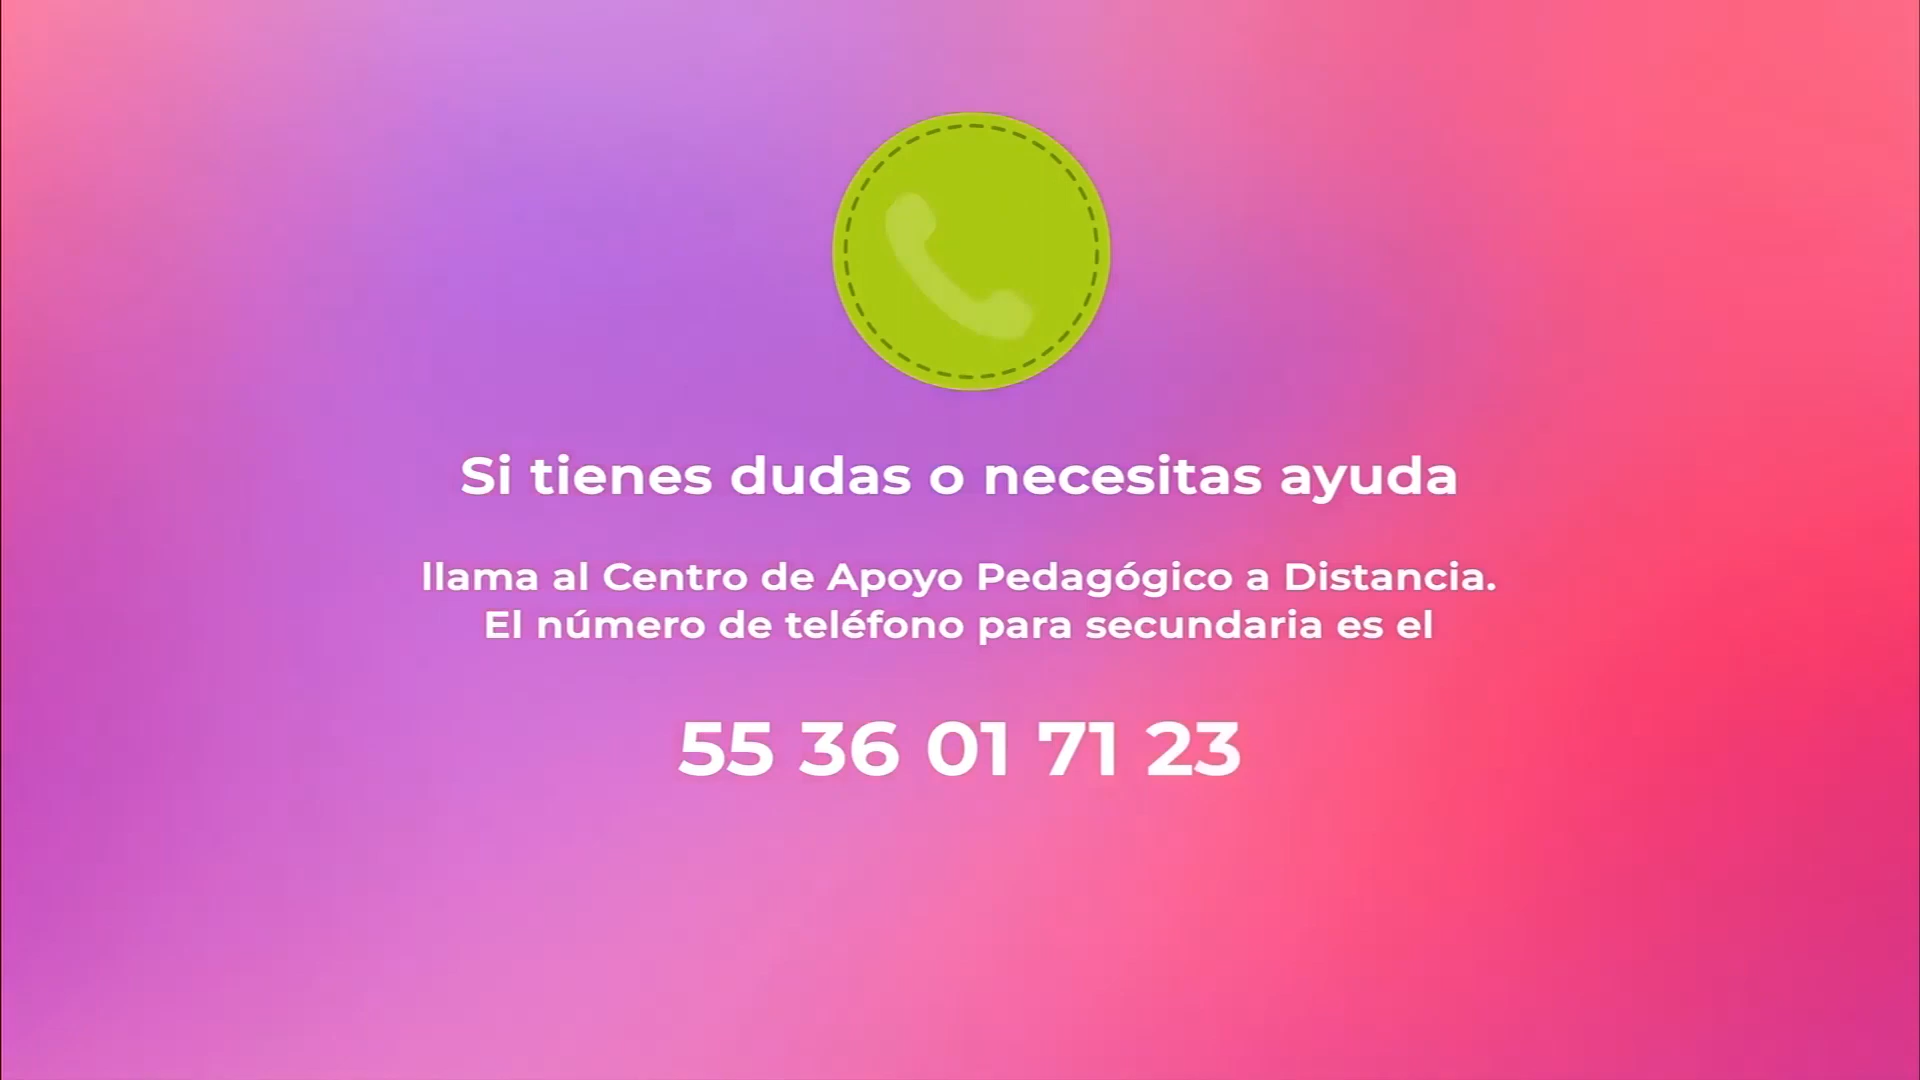 Si tienes dudas o necesitas ayuda
llama al Centro de Apoyo Pedagógico a Distancia.
El número de teléfono para secundaria es el
55 36 01 71 23